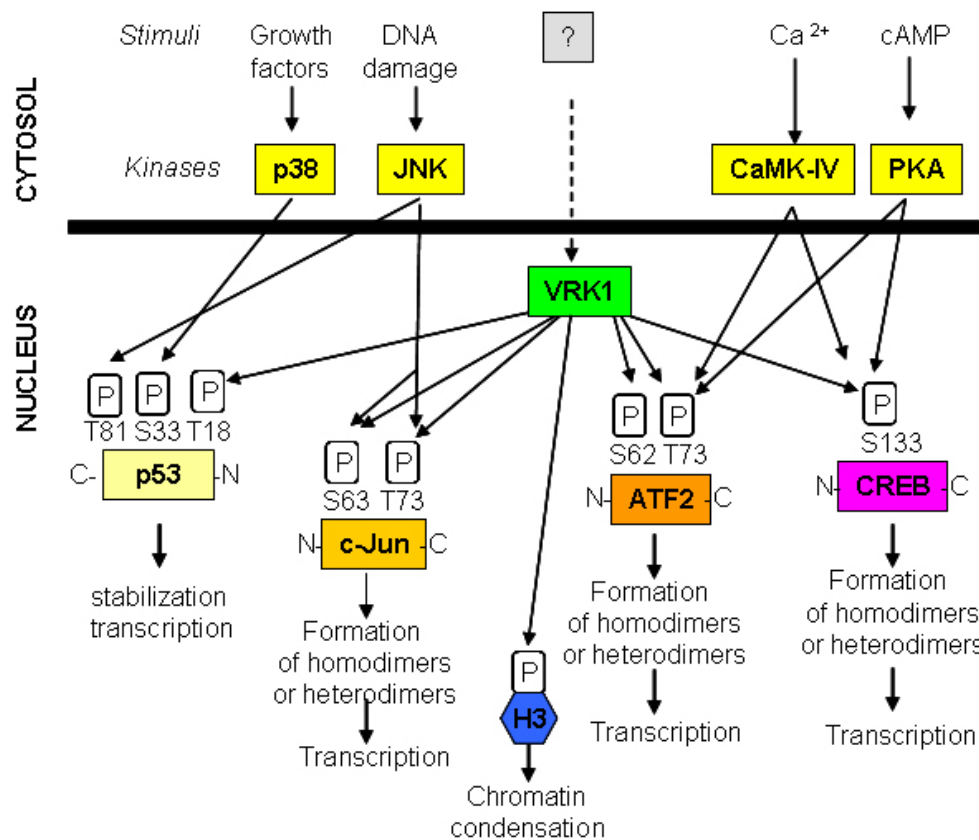 Stimuli
Growth
factors
DNA
damage
?
Ca 2+
cAMP
CYTOSOL
Kinases
p38
JNK
CaMK-IV
PKA
VRK1
NUCLEUS
P P P
T81 S33 T18
C- p53 -N
stabilization
transcription
P P
S63 T73
N- c-Jun -C
Formation
of homodimers
or heterodimers
Transcription
P
H3
Chromatin
condensation
P P
S62 T73
N- ATF2 -C
Formation
of homodimers
or heterodimers
Transcription
P
S133
N- CREB -C
Formation
of homodimers
or heterodimers
Transcription